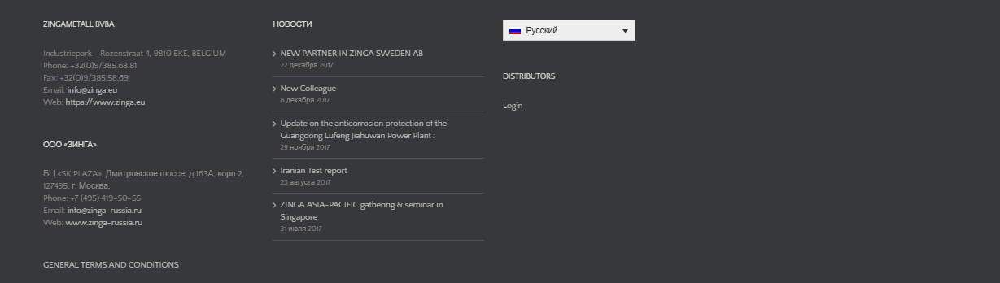 ZINGAMETALL BVBA
Industriepark – Rozenstraat 4, 9810 EKE, BELGIUM
Phone: +32(0)9/385.68.81
Fax: +32(0)9/385.58.69
Email: info@zinga.eu
Web: https://www.zinga.eu
ООО «ЗИНГА»
БЦ «SK PLAZA», Дмитровское шоссе, д.163А, корп.2,
127495, г. Москва,
Phone: +7 (495) 419-50-55
Email: info@zinga-russia.ru
Web: www.zinga-russia.ru
GENERAL TERMS AND CONDITIONS
НОВОСТИ
NEW PARTNER IN ZINGA SWEDEN AB
22 декабря 2017
New Colleague
8 декабря 2017
Update on the anticorrosion protection of the
Guangdong Lufeng Jiahuwan Power Plant :
29 ноября 2017
Iranian Test report
23 августа 2017
ZINGA ASIA-PACIFIC gathering & seminar in
Singapore
31 июля 2017
Русский
DISTRIBUTORS
Login